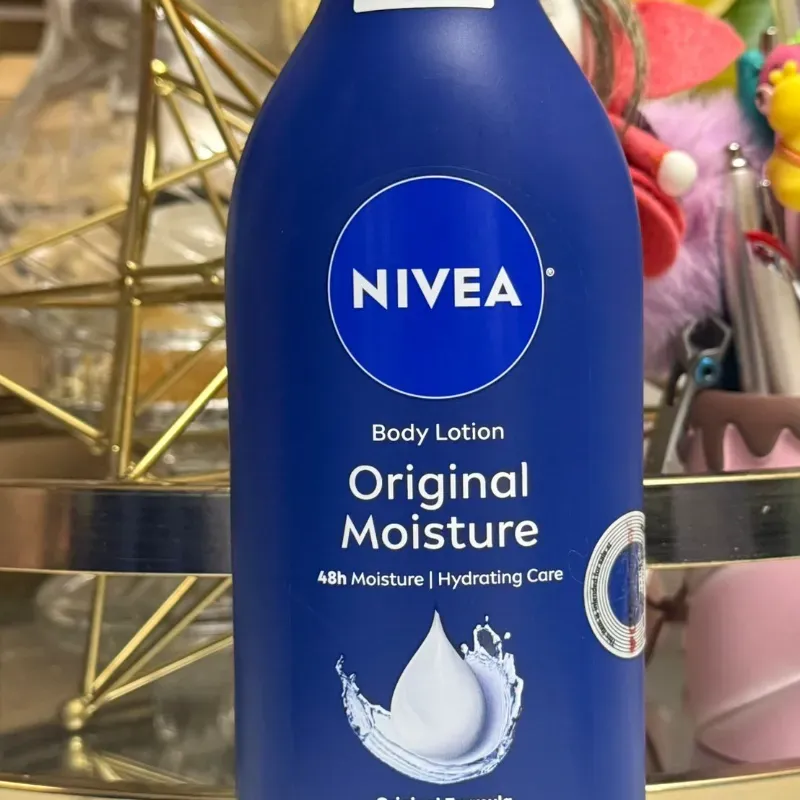 NIVEA®
Body Lotion
Original
Moisture
48h Moisture | Hydrating Care